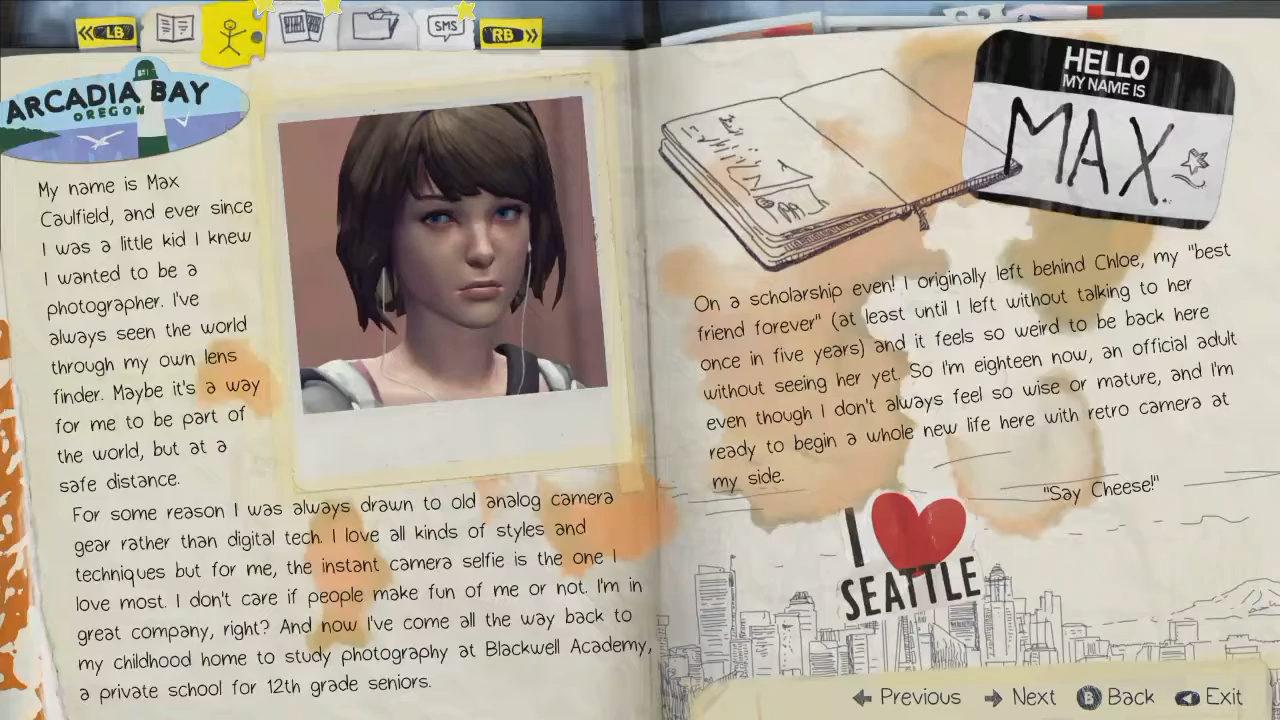 LB
SMS
RB
ARCADIA BAY
OREGON
My name is Max
Caulfield, and ever since
I was a little kid I knew
I wanted to be a
photographer. I've
always seen the world
through my own lens
finder. Maybe it's a way
for me to be part of
the world, but at a
safe distance.
For some reason I was always drawn to old analog camera
gear rather than digital tech. I love all kinds of styles and
techniques but for me, the instant camera selfie is the one I
love most. I don't care if people make fun of me or not. I'm in
great company, right? And now I've come all the way back to
my childhood home to study photography at Blackwell Academy,
a private school for 12th grade seniors.
HELLO
MY NAME IS
MAX
On a scholarship even! I originally left behind Chloe, my "best
friend forever" (at least until I left without talking to her
once in five years) and it feels so weird to be back here
without seeing her yet. So I'm eighteen now, an official adult
even though I don't always feel so wise or mature, and I'm
ready to begin a whole new life here with retro camera at
my side.
"Say Cheese!"
I
SEATTLE
Previous Next B Back Exit